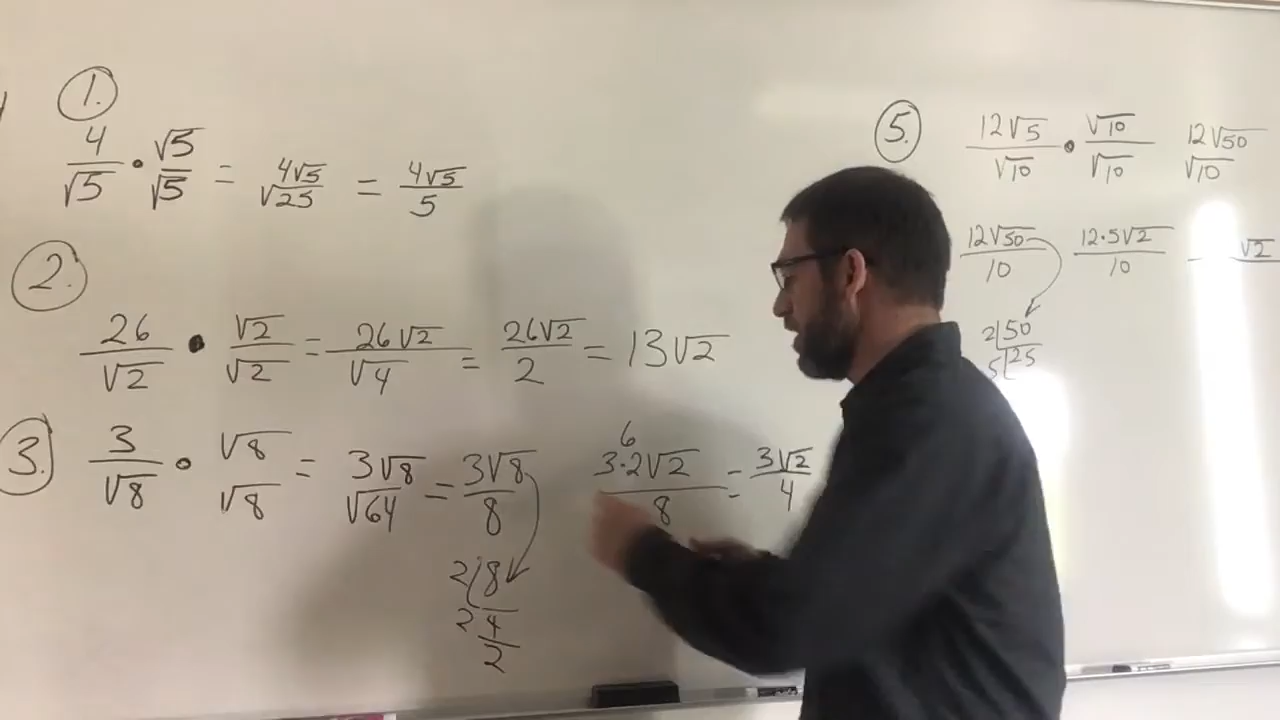 1.
4/√5 • √5/√5 = 4√5/√25 = 4√5/5
2.
26/√2 • √2/√2 = 26√2/√4 = 26√2/2 = 13√2
3.
3/√8 • √8/√8 = 3√8/√64 = 3√8/8
6
3·2√2/8 = 3√2/4
2 8
2 4
2
5.
12√5/√10 • √10/√10 12√50/√10
12√50/10 12·5√2/10 √2
2 50
5 25